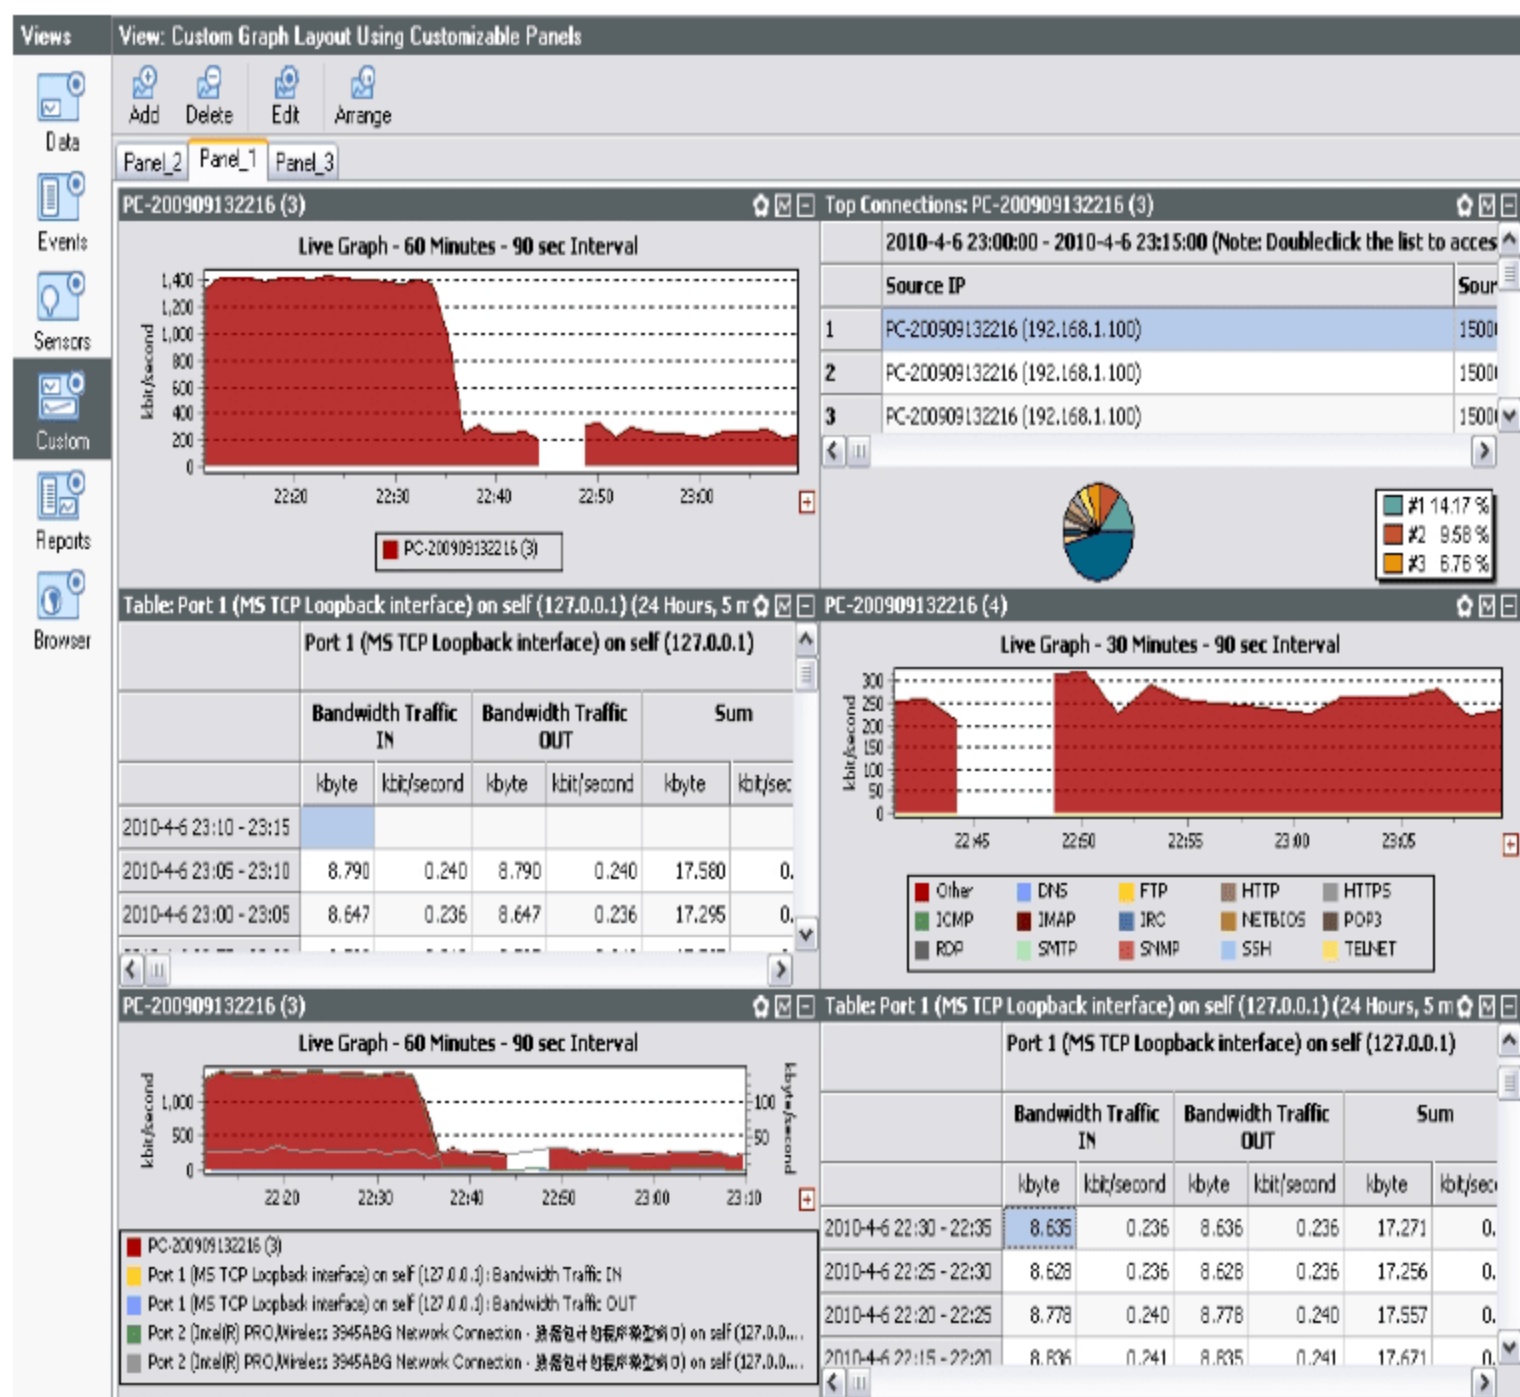 Views
View: Custom Graph Layout Using Customizable Panels
Data
Events
Sensors
Custom
Reports
Browser
Add Delete Edit Arrange
Panel_2 Panel_1 Panel_3
PC-200909132216 (3)
Live Graph - 60 Minutes - 90 sec Interval
kbit/second
1,400
1,200
1,000
800
600
400
200
0
22:20 22:30 22:40 22:50 23:00
PC-200909132216 (3)
Top Connections: PC-200909132216 (3)
2010-4-6 23:00:00 - 2010-4-6 23:15:00 (Note: Doubleclick the list to acces
Source IP Sour
1 PC-200909132216 (192.168.1.100) 1500
2 PC-200909132216 (192.168.1.100) 1500
3 PC-200909132216 (192.168.1.100) 1500
#1 14.17 %
#2 9.58 %
#3 6.76 %
Table: Port 1 (MS TCP Loopback interface) on self (127.0.0.1) (24 Hours, 5 m
Port 1 (MS TCP Loopback interface) on self (127.0.0.1)
Bandwidth Traffic IN Bandwidth Traffic OUT Sum
kbyte kbit/second kbyte kbit/second kbyte kbit/sec
2010-4-6 23:10 - 23:15
2010-4-6 23:05 - 23:10 8.790 0.240 8.790 0.240 17.580 0.
2010-4-6 23:00 - 23:05 8.647 0.236 8.647 0.236 17.295 0.
PC-200909132216 (4)
Live Graph - 30 Minutes - 90 sec Interval
kbit/second
300
250
200
150
100
50
0
22:45 22:50 22:55 23:00 23:05
Other DNS FTP HTTP HTTPS
ICMP IMAP IRC NETBIOS POP3
RDP SMTP SNMP SSH TELNET
PC-200909132216 (3)
Live Graph - 60 Minutes - 90 sec Interval
kbit/second
1,000
500
0
kbyte/second
100
50
22:20 22:30 22:40 22:50 23:00 23:10
PC-200909132216 (3)
Port 1 (MS TCP Loopback interface) on self (127.0.0.1): Bandwidth Traffic IN
Port 1 (MS TCP Loopback interface) on self (127.0.0.1): Bandwidth Traffic OUT
Port 2 (Intel(R) PRO/Wireless 3945ABG Network Connection - on self (127.0.0....
Port 2 (Intel(R) PRO/Wireless 3945ABG Network Connection - on self (127.0.0....
Table: Port 1 (MS TCP Loopback interface) on self (127.0.0.1) (24 Hours, 5 m
Port 1 (MS TCP Loopback interface) on self (127.0.0.1)
Bandwidth Traffic IN Bandwidth Traffic OUT Sum
kbyte kbit/second kbyte kbit/second kbyte kbit/sec
2010-4-6 22:30 - 22:35 8.635 0.236 8.636 0.236 17.271 0.
2010-4-6 22:25 - 22:30 8.628 0.236 8.628 0.236 17.256 0.
2010-4-6 22:20 - 22:25 8.778 0.240 8.778 0.240 17.557 0.
2010-4-6 22:15 - 22:20 8.836 0.241 8.835 0.241 17.671 0.